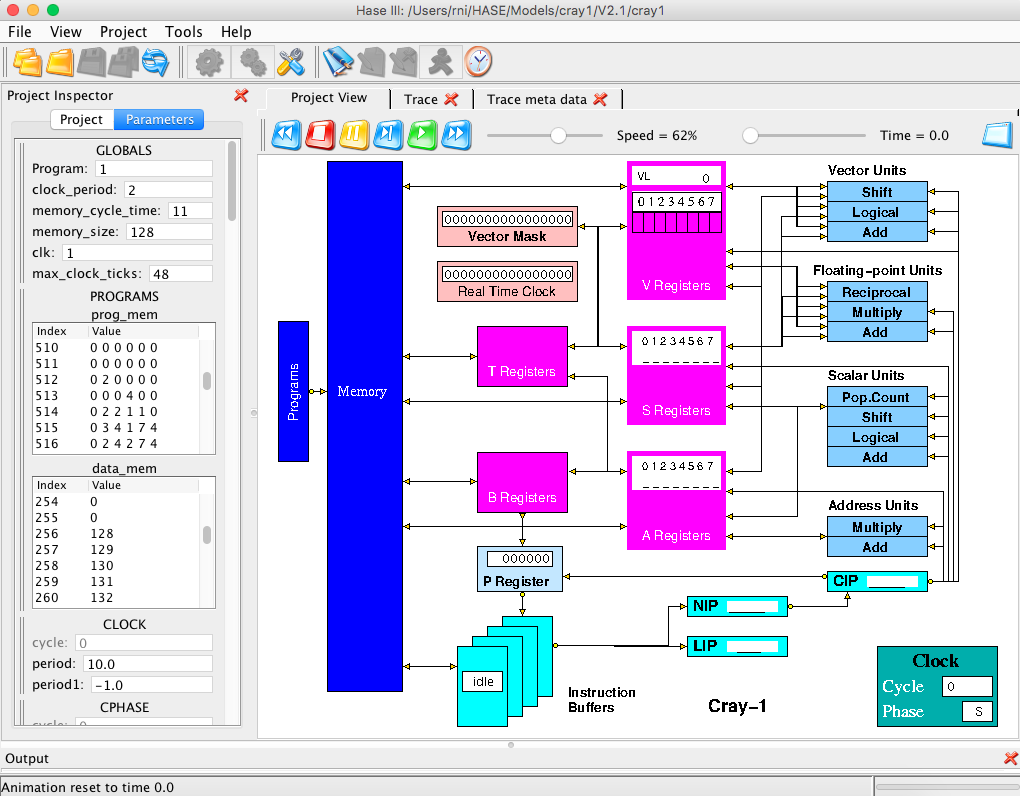 Hase III: /Users/rni/HASE/Models/cray1/V2.1/cray1
File View Project Tools Help
Project Inspector
Project Parameters
GLOBALS
Program: 1
clock_period: 2
memory_cycle_time: 11
memory_size: 128
clk: 1
max_clock_ticks: 48
PROGRAMS
prog_mem
Index Value
510 0 0 0 0 0 0
511 0 0 0 0 0 0
512 0 2 0 0 0 0
513 0 0 0 4 0 0
514 0 2 2 1 1 0
515 0 3 4 1 7 4
516 0 2 4 2 7 4
data_mem
Index Value
254 0
255 0
256 128
257 129
258 130
259 131
260 132
CLOCK
cycle: 0
period: 10.0
period1: -1.0
CPHASE
cycle: 0
Project View Trace Trace meta data
Speed = 62% Time = 0.0
Programs
Memory
0000000000000000
Vector Mask
0000000000000000
Real Time Clock
VL 0
0 1 2 3 4 5 6 7
V Registers
T Registers
0 1 2 3 4 5 6 7
_ _ _ _ _ _ _ _
S Registers
B Registers
0 1 2 3 4 5 6 7
_ _ _ _ _ _ _ _
A Registers
000000
P Register
Vector Units
Shift
Logical
Add
Floating-point Units
Reciprocal
Multiply
Add
Scalar Units
Pop.Count
Shift
Logical
Add
Address Units
Multiply
Add
CIP
NIP
LIP
idle
Instruction
Buffers
Cray-1
Clock
Cycle 0
Phase S
Output
Animation reset to time 0.0